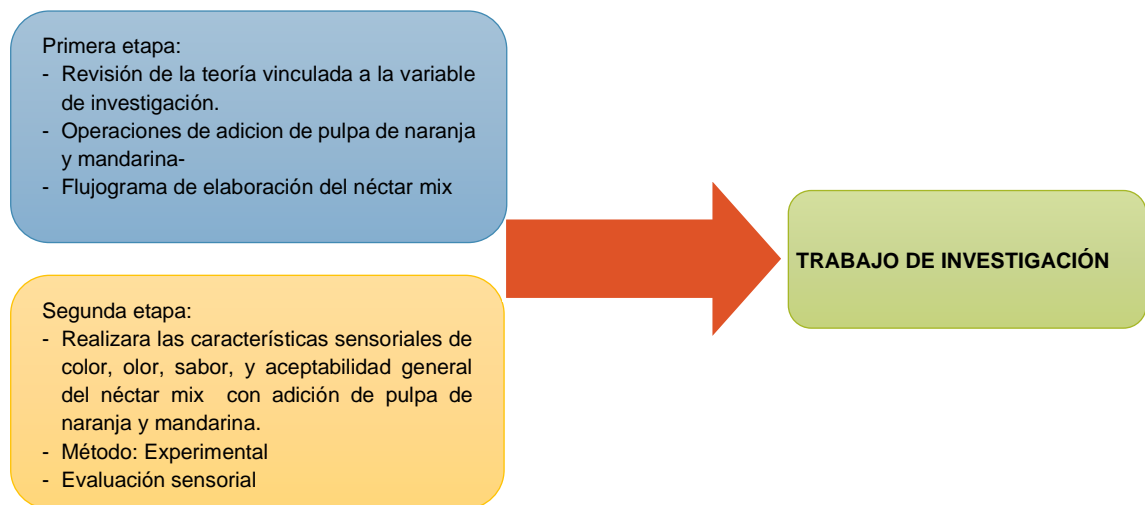 Primera etapa:
- Revisión de la teoría vinculada a la variable
de investigación.
- Operaciones de adicion de pulpa de naranja
y mandarina-
- Flujograma de elaboración del néctar mix
TRABAJO DE INVESTIGACIÓN
Segunda etapa:
- Realizara las características sensoriales de
color, olor, sabor, y aceptabilidad general
del néctar mix con adición de pulpa de
naranja y mandarina.
- Método: Experimental
- Evaluación sensorial